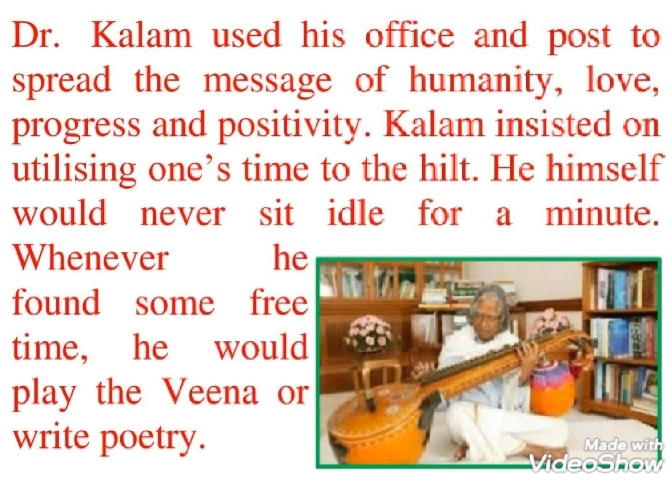 Dr. Kalam used his office and post to
spread the message of humanity, love,
progress and positivity. Kalam insisted on
utilising one’s time to the hilt. He himself
would never sit idle for a minute.
Whenever he
found some free
time, he would
play the Veena or
write poetry.
Made with
VideoShow